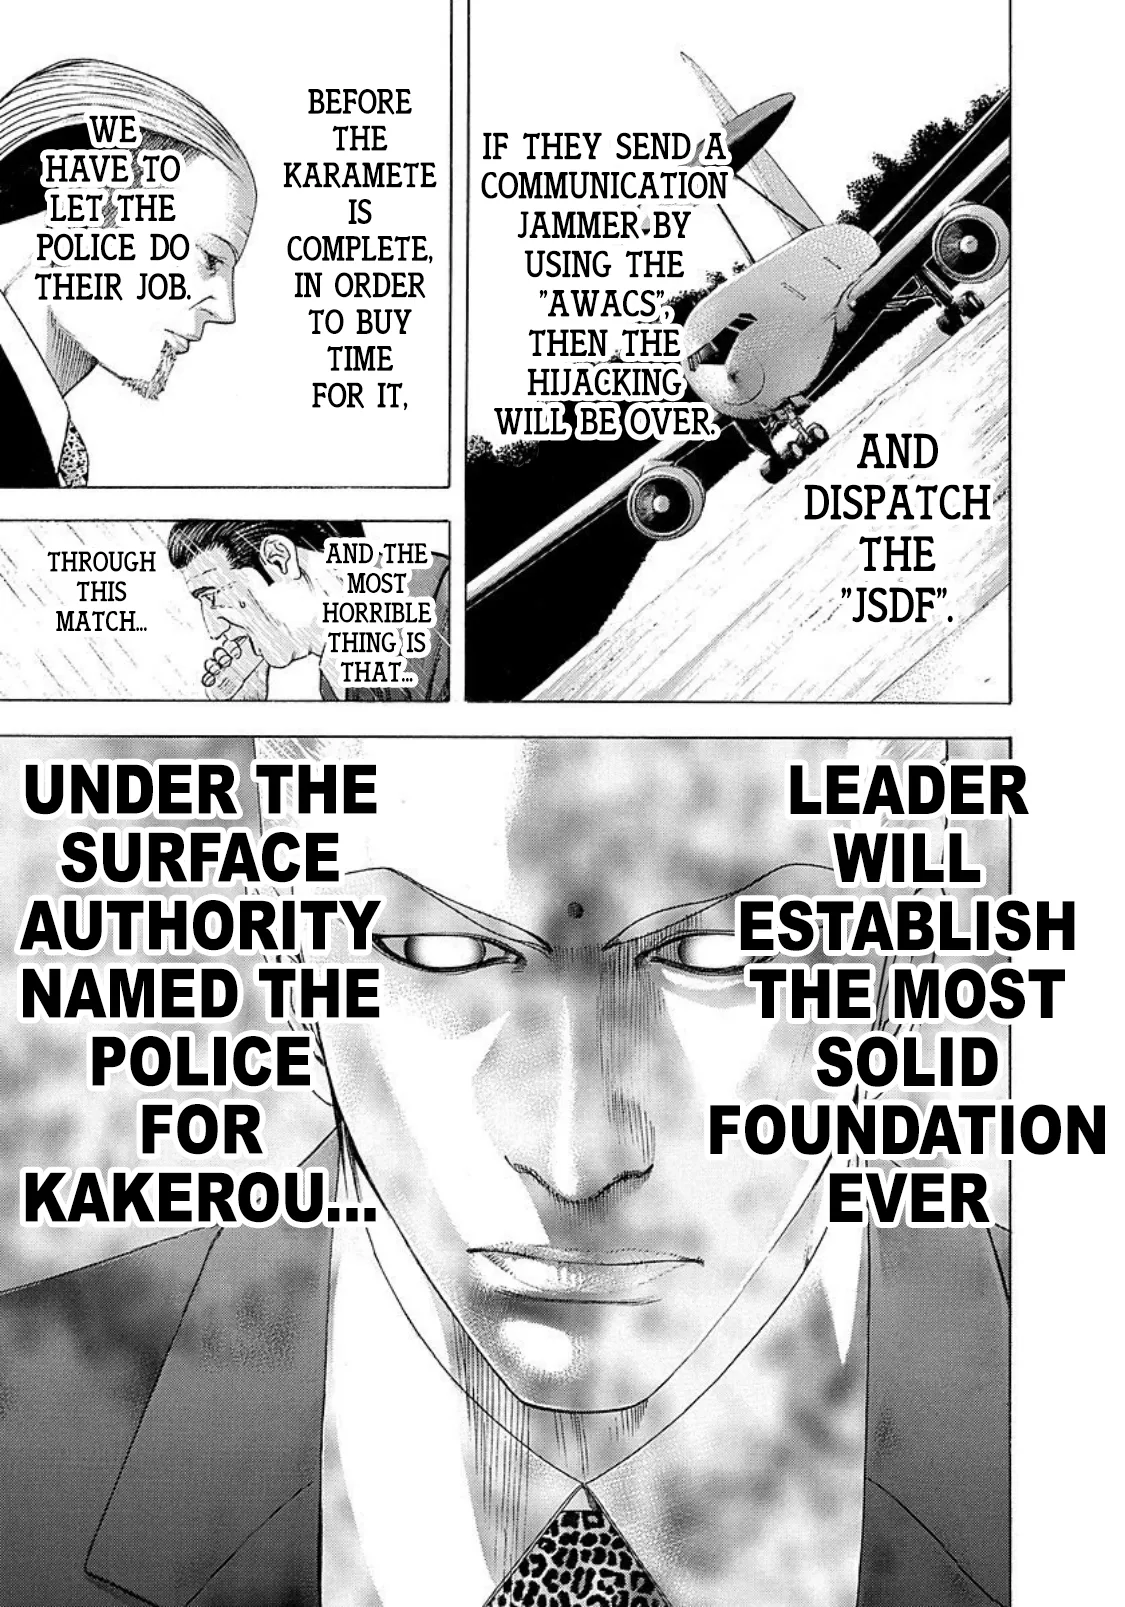 IF THEY SEND A
COMMUNICATION
JAMMER BY
USING THE
"AWACS",
THEN THE
HIJACKING
WILL BE OVER.
AND
DISPATCH
THE
"JSDF".
BEFORE
THE
KARAMETE
IS
COMPLETE,
IN ORDER
TO BUY
TIME
FOR IT,
WE
HAVE TO
LET THE
POLICE DO
THEIR JOB.
AND THE
MOST
HORRIBLE
THING IS
THAT...
THROUGH
THIS
MATCH...
LEADER
WILL
ESTABLISH
THE MOST
SOLID
FOUNDATION
EVER
UNDER THE
SURFACE
AUTHORITY
NAMED THE
POLICE
FOR
KAKEROU...